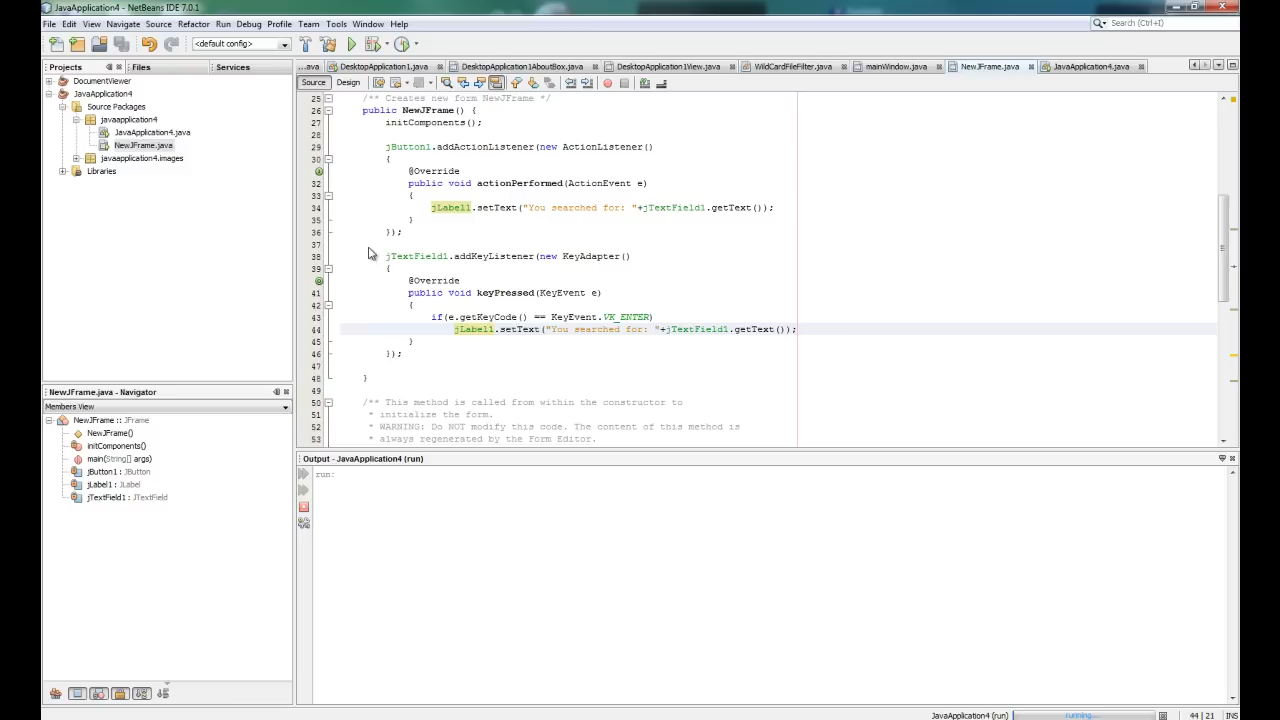 JavaApplication4 - NetBeans IDE 7.0.1
File Edit View Navigate Source Refactor Run Debug Profile Team Tools Window Help
Search (Ctrl+I)
<default config>
Projects Files Services
DocumentViewer
JavaApplication4
Source Packages
javaapplication4
JavaApplication4.java
NewJFrame.java
javaapplication4.images
Libraries
...ava DesktopApplication1.java DesktopApplication1AboutBox.java DesktopApplication1View.java WildCardFileFilter.java mainWindow.java NewJFrame.java JavaApplication4.java
Source Design
25 /** Creates new form NewJFrame */
26 public NewJFrame() {
27 initComponents();
28
29 jButton1.addActionListener(new ActionListener()
30 {
@Override
32 public void actionPerformed(ActionEvent e)
33 {
34 jLabel1.setText("You searched for: "+jTextField1.getText());
35 }
36 });
37
38 jTextField1.addKeyListener(new KeyAdapter()
39 {
@Override
41 public void keyPressed(KeyEvent e)
42 {
43 if(e.getKeyCode() == KeyEvent.VK_ENTER)
44 jLabel1.setText("You searched for: "+jTextField1.getText());
45 }
46 });
47
48 }
49
50 /** This method is called from within the constructor to
51 * initialize the form.
52 * WARNING: Do NOT modify this code. The content of this method is
53 * always regenerated by the Form Editor.
NewJFrame.java - Navigator
Members View
NewJFrame :: JFrame
NewJFrame()
initComponents()
main(String[] args)
jButton1 : JButton
jLabel1 : JLabel
jTextField1 : JTextField
Output - JavaApplication4 (run)
run:
JavaApplication4 (run) running... 44 | 21 INS